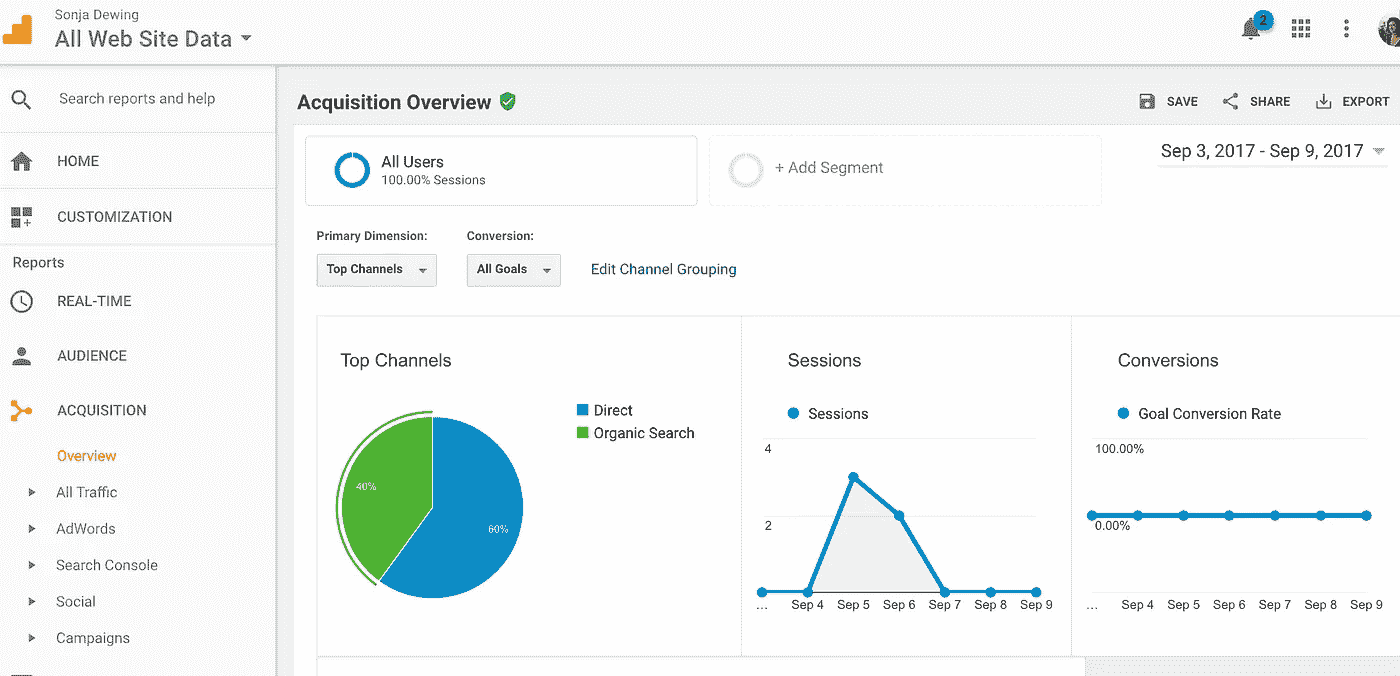 Sonja Dewing
All Web Site Data
2
Search reports and help
HOME
CUSTOMIZATION
Reports
REAL-TIME
AUDIENCE
ACQUISITION
Overview
All Traffic
AdWords
Search Console
Social
Campaigns
Acquisition Overview
SAVE
SHARE
EXPORT
All Users
100.00% Sessions
+ Add Segment
Sep 3, 2017 - Sep 9, 2017
Primary Dimension:
Conversion:
Top Channels
All Goals
Edit Channel Grouping
Top Channels
Direct
Organic Search
40%
60%
Sessions
Sessions
4
2
... Sep 4 Sep 5 Sep 6 Sep 7 Sep 8 Sep 9
Conversions
Goal Conversion Rate
100.00%
0.00%
... Sep 4 Sep 5 Sep 6 Sep 7 Sep 8 Sep 9